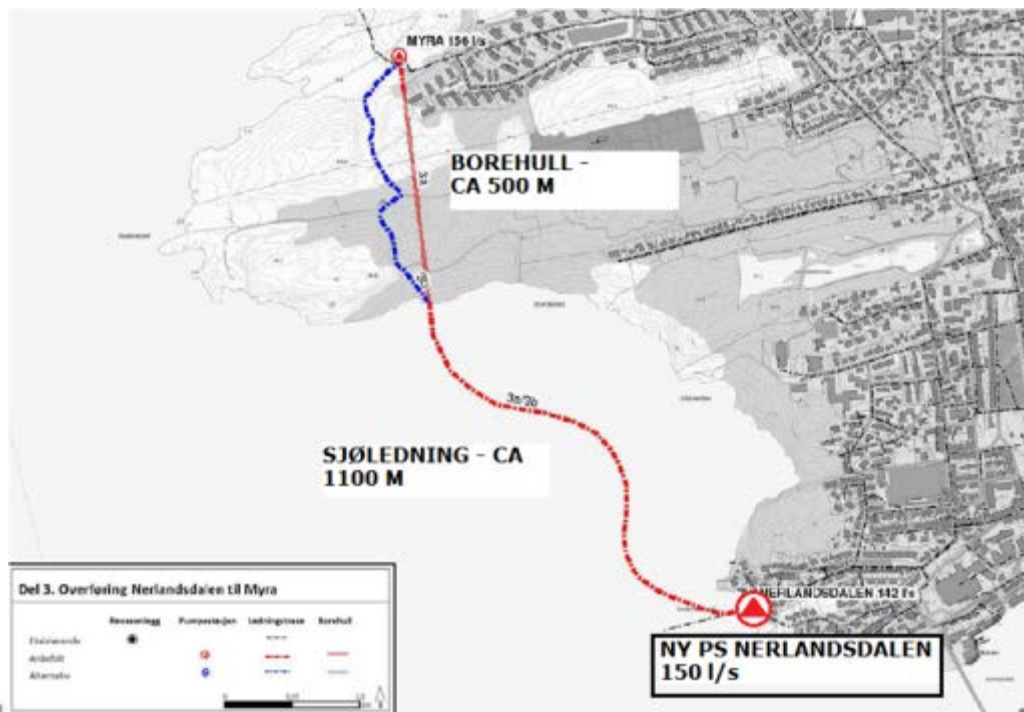 MYRA 156 l/s
BOREHULL -
CA 500 M
3a
3a/3b
SJØLEDNING - CA
1100 M
NERLANDSDALEN 142 l/s
NY PS NERLANDSDALEN
150 l/s
Del 3. Overføring Nerlandsdalen til Myra
Renseanlegg Pumpestasjon Ledningstrase Borehull
Eksisterende
Anbefalt
Alternativ